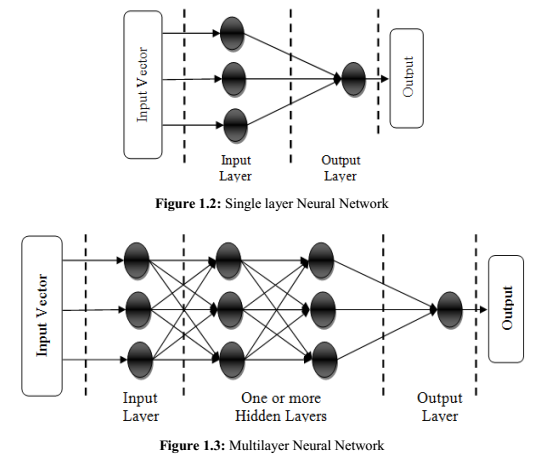 Input Vector
Output
Input
Layer
Output
Layer
Figure 1.2: Single layer Neural Network
Input Vector
Output
Input
Layer
One or more
Hidden Layers
Output
Layer
Figure 1.3: Multilayer Neural Network